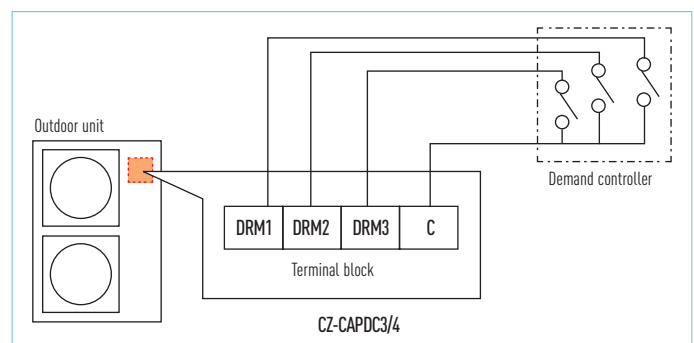 Outdoor unit
Demand controller
DRM1 DRM2 DRM3 C
Terminal block
CZ-CAPDC3/4